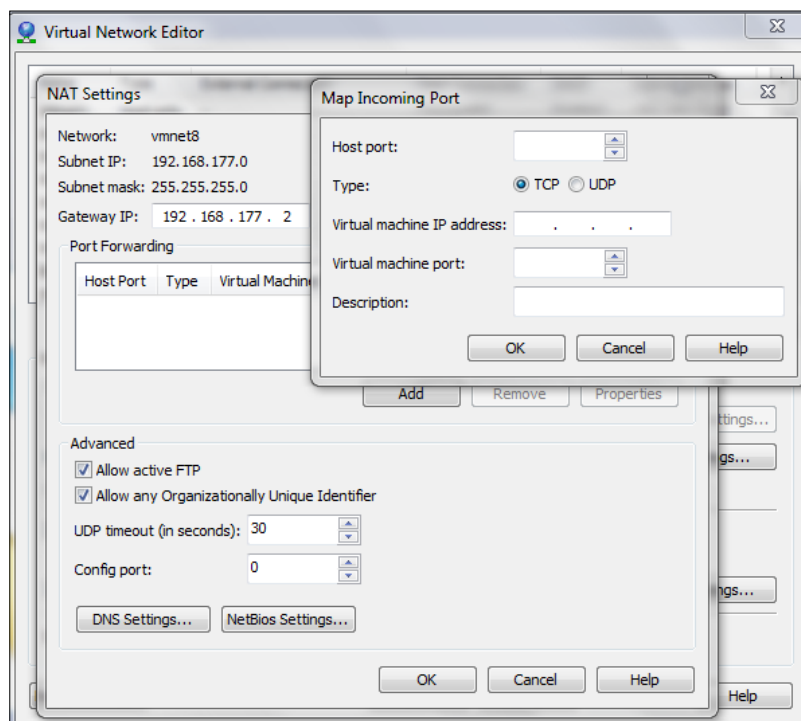 Virtual Network Editor
NAT Settings
Network: vmnet8
Subnet IP: 192.168.177.0
Subnet mask: 255.255.255.0
Gateway IP: 192 . 168 . 177 . 2
Port Forwarding
Host Port Type Virtual Machine
Add Remove Properties
Advanced
Allow active FTP
Allow any Organizationally Unique Identifier
UDP timeout (in seconds): 30
Config port: 0
DNS Settings... NetBios Settings...
OK Cancel Help
Map Incoming Port
Host port:
Type: TCP UDP
Virtual machine IP address: . . .
Virtual machine port:
Description:
OK Cancel Help
ttings...
gs...
ngs...
Help